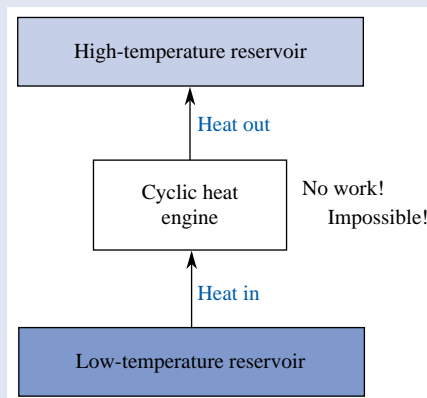 High-temperature reservoir
Heat out
Cyclic heat
engine
No work!
Impossible!
Heat in
Low-temperature reservoir